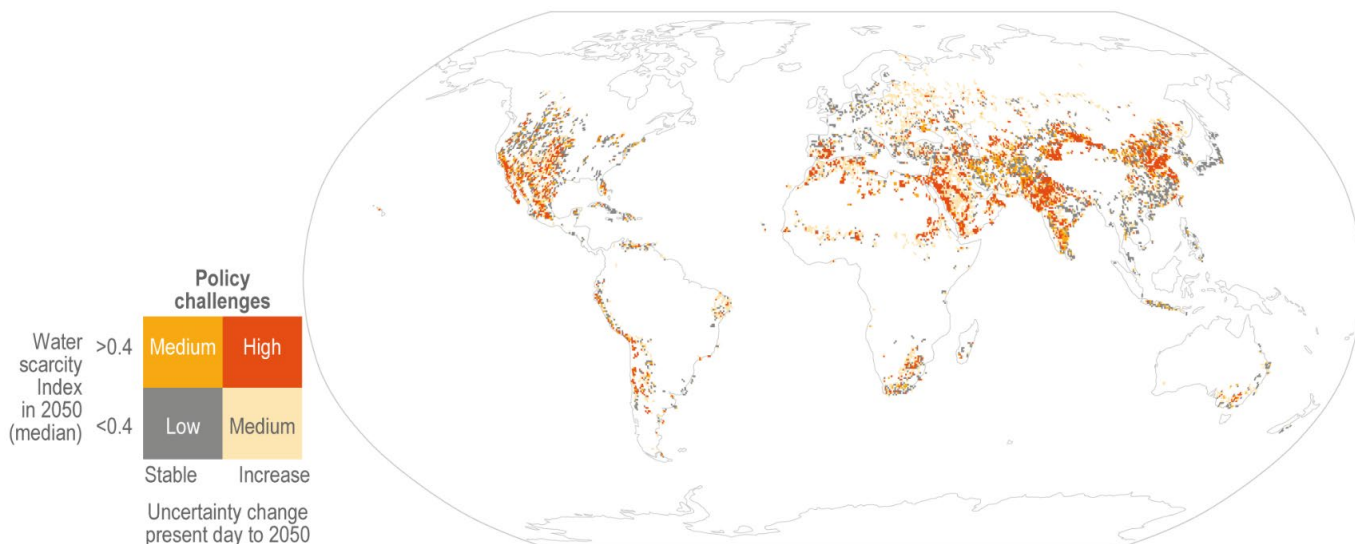 Policy
challenges
Water
scarcity
Index
in 2050
(median)
>0.4
Medium
High
<0.4
Low
Medium
Stable
Increase
Uncertainty change
present day to 2050